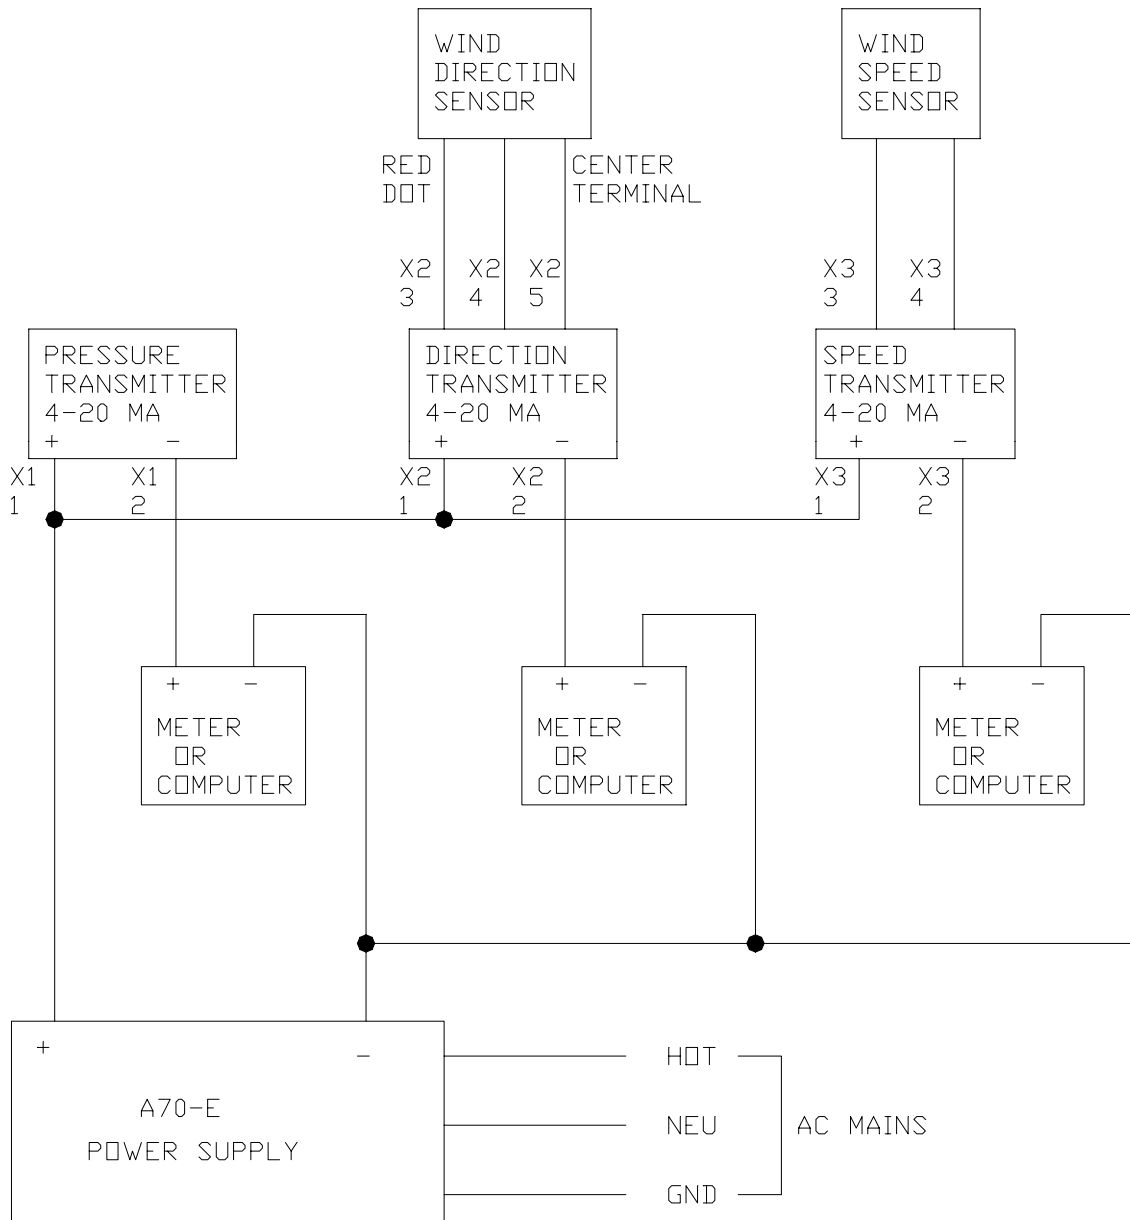 WIND
DIRECTION
SENSOR
WIND
SPEED
SENSOR
RED
DOT
CENTER
TERMINAL
X2
3
X2
4
X2
5
X3
3
X3
4
PRESSURE
TRANSMITTER
4-20 MA
+ -
DIRECTION
TRANSMITTER
4-20 MA
+ -
SPEED
TRANSMITTER
4-20 MA
+ -
X1
1
X1
2
X2
1
X2
2
X3
1
X3
2
+ -
METER
OR
COMPUTER
+ -
METER
OR
COMPUTER
+ -
METER
OR
COMPUTER
+ -
A70-E
POWER SUPPLY
HOT
NEU
GND
AC MAINS